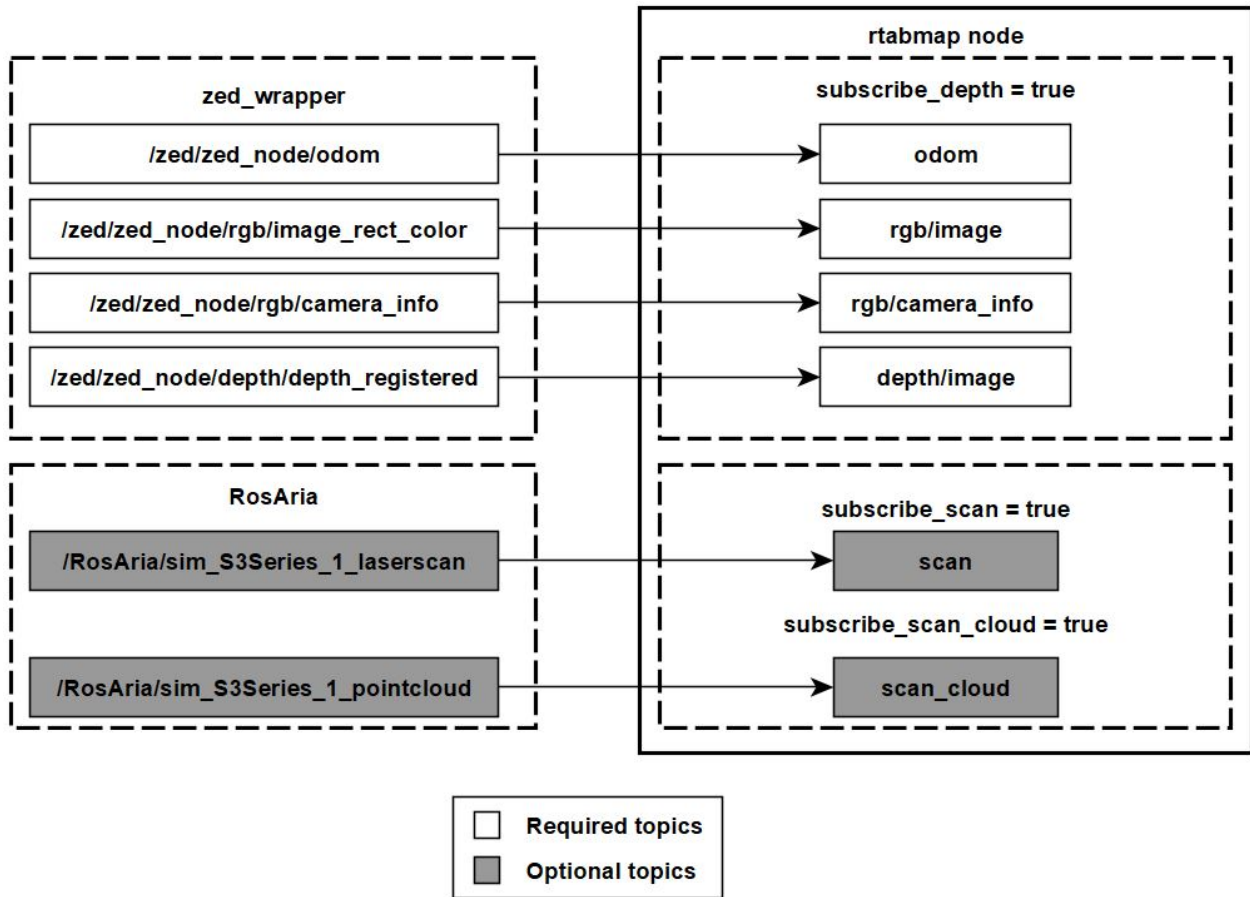 rtabmap node
zed_wrapper
subscribe_depth = true
/zed/zed_node/odom
odom
/zed/zed_node/rgb/image_rect_color
rgb/image
/zed/zed_node/rgb/camera_info
rgb/camera_info
/zed/zed_node/depth/depth_registered
depth/image
RosAria
subscribe_scan = true
/RosAria/sim_S3Series_1_laserscan
scan
subscribe_scan_cloud = true
/RosAria/sim_S3Series_1_pointcloud
scan_cloud
Required topics
Optional topics